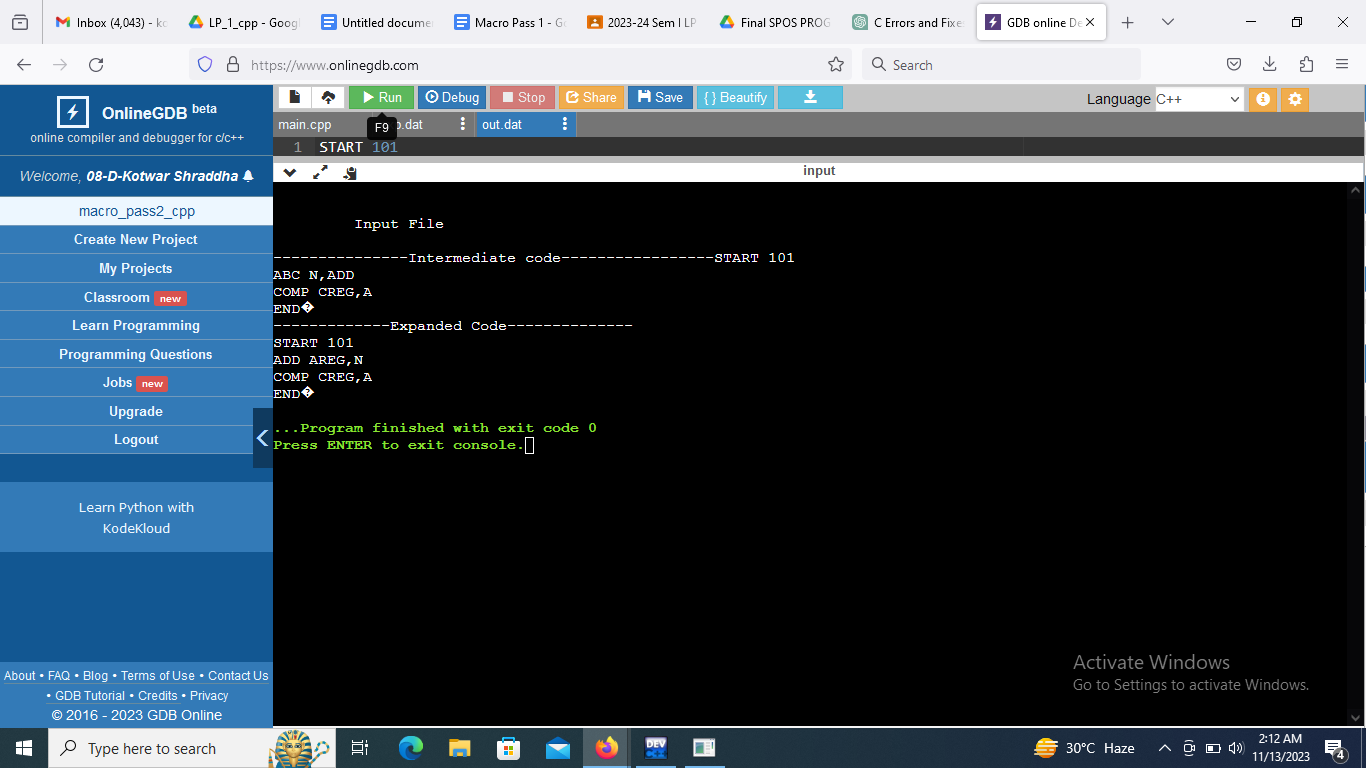 Inbox (4,043) - ko
LP_1_cpp - Googl
Untitled docume
Macro Pass 1 - Go
2023-24 Sem I LP
Final SPOS PROG
C Errors and Fixe
GDB online De
https://www.onlinegdb.com
Search
OnlineGDB beta
online compiler and debugger for c/c++
Welcome, 08-D-Kotwar Shraddha
macro_pass2_cpp
Create New Project
My Projects
Classroom new
Learn Programming
Programming Questions
Jobs new
Upgrade
Logout
Learn Python with
KodeKloud
About • FAQ • Blog • Terms of Use • Contact Us
• GDB Tutorial • Credits • Privacy
© 2016 - 2023 GDB Online
Run
Debug
Stop
Share
Save
{ } Beautify
Language C++
F9
main.cpp
.dat
out.dat
1 START 101
input
Input File
---------------Intermediate code-----------------START 101
ABC N,ADD
COMP CREG,A
END�
-------------Expanded Code--------------
START 101
ADD AREG,N
COMP CREG,A
END�
...Program finished with exit code 0
Press ENTER to exit console.
Activate Windows
Go to Settings to activate Windows.
Type here to search
DEV
30°C Haze
2:12 AM
11/13/2023
4